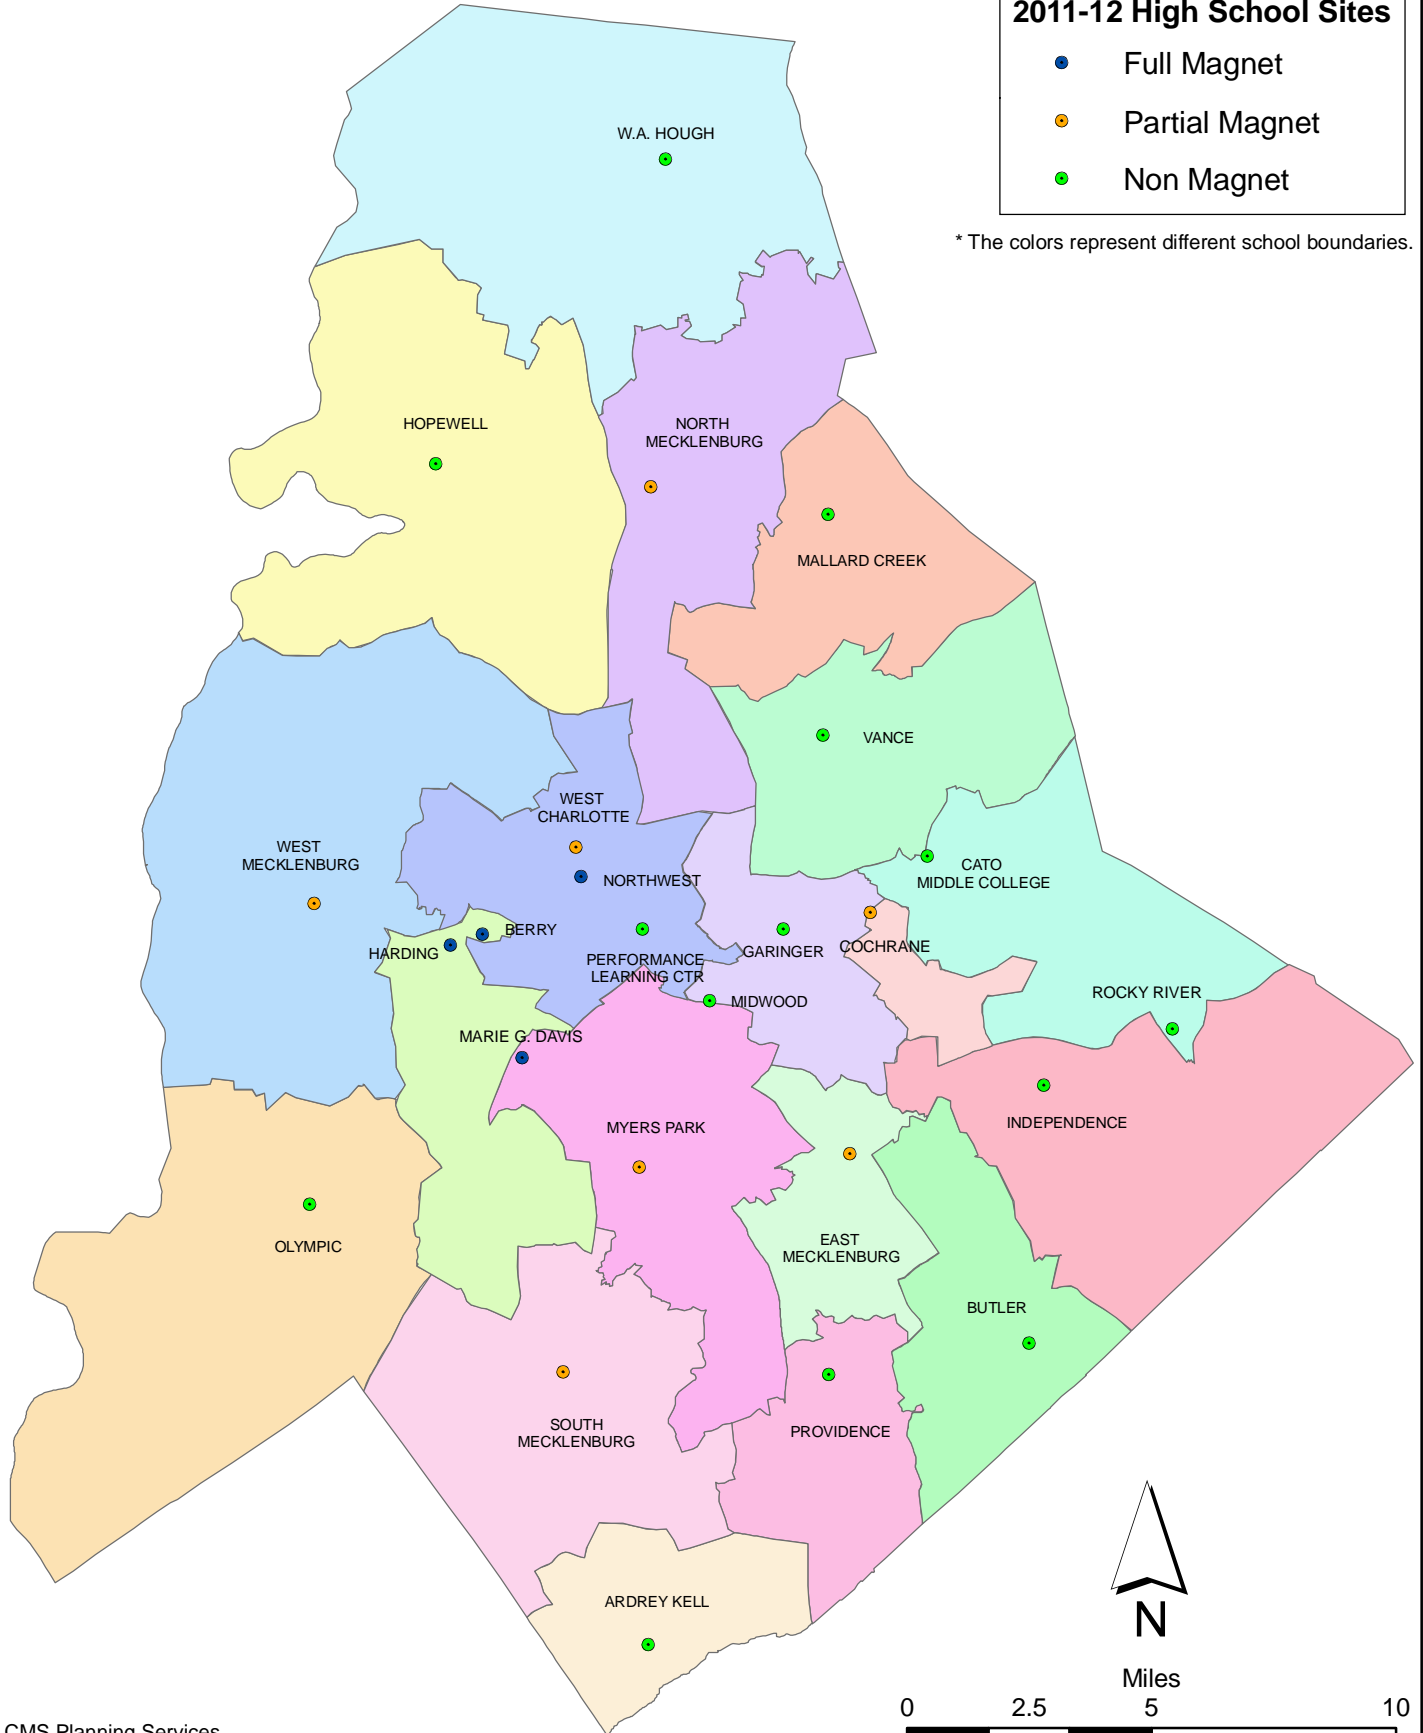 2011-12 High School Sites
Full Magnet
Partial Magnet
Non Magnet
* The colors represent different school boundaries.
W.A. HOUGH
HOPEWELL
NORTH
MECKLENBURG
MALLARD CREEK
VANCE
WEST
CHARLOTTE
WEST
MECKLENBURG
CATO
MIDDLE COLLEGE
NORTHWEST
BERRY
HARDING
GARINGER
COCHRANE
PERFORMANCE
LEARNING CTR
MIDWOOD
ROCKY RIVER
MARIE G. DAVIS
MYERS PARK
INDEPENDENCE
OLYMPIC
EAST
MECKLENBURG
BUTLER
SOUTH
MECKLENBURG
PROVIDENCE
ARDREY KELL
N
Miles
0 2.5 5 10
CMS Planning Services